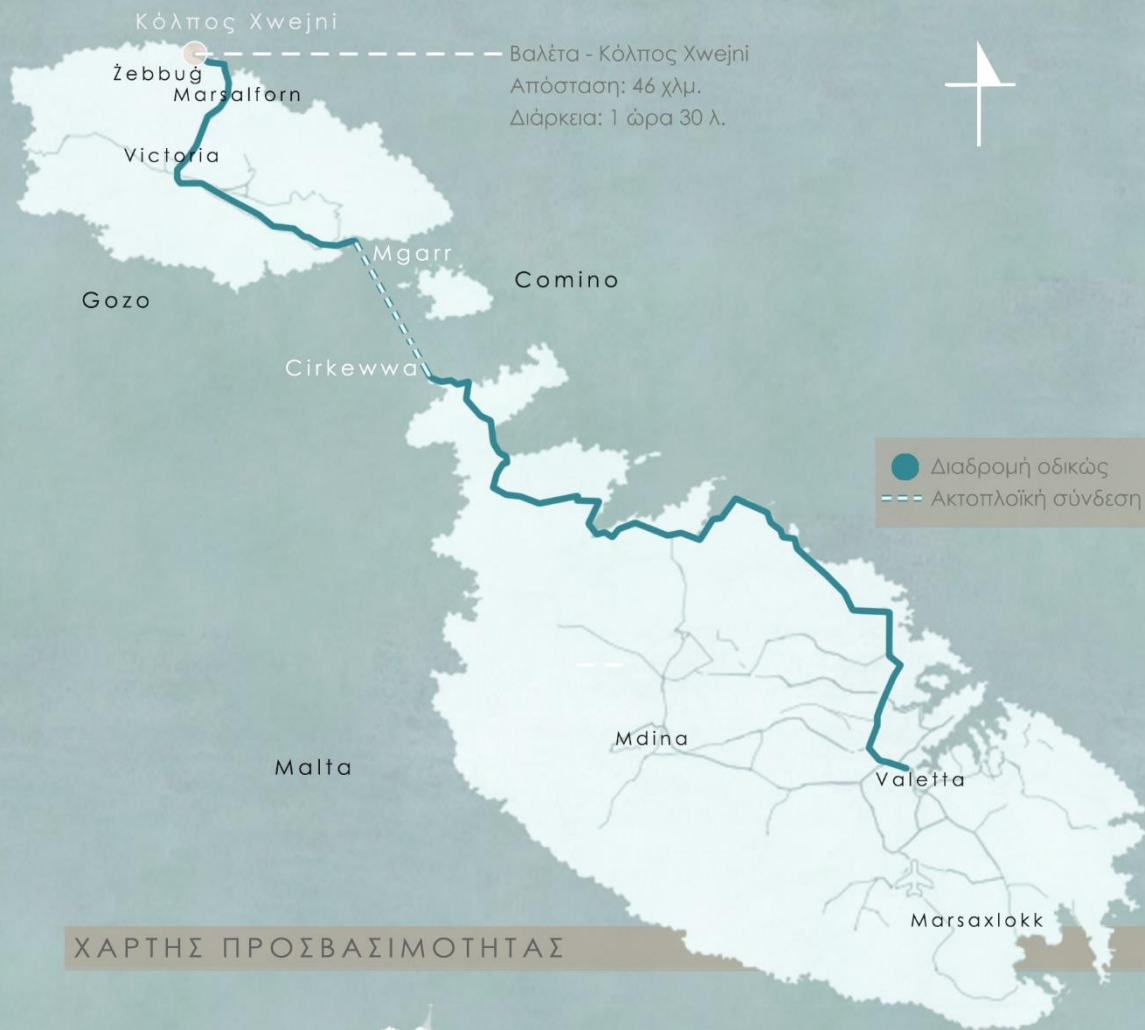 Κόλπος Xwejni
Βαλέτα - Κόλπος Xwejni
Απόσταση: 46 χλμ.
Διάρκεια: 1 ώρα 30 λ.
Żebbuġ
Marsalforn
Victoria
Mgarr
Comino
Gozo
Cirkewwa
Διαδρομή οδικώς
Ακτοπλοϊκή σύνδεση
Mdina
Malta
Valetta
Marsaxlokk
ΧΑΡΤΗΣ ΠΡΟΣΒΑΣΙΜΟΤΗΤΑΣ